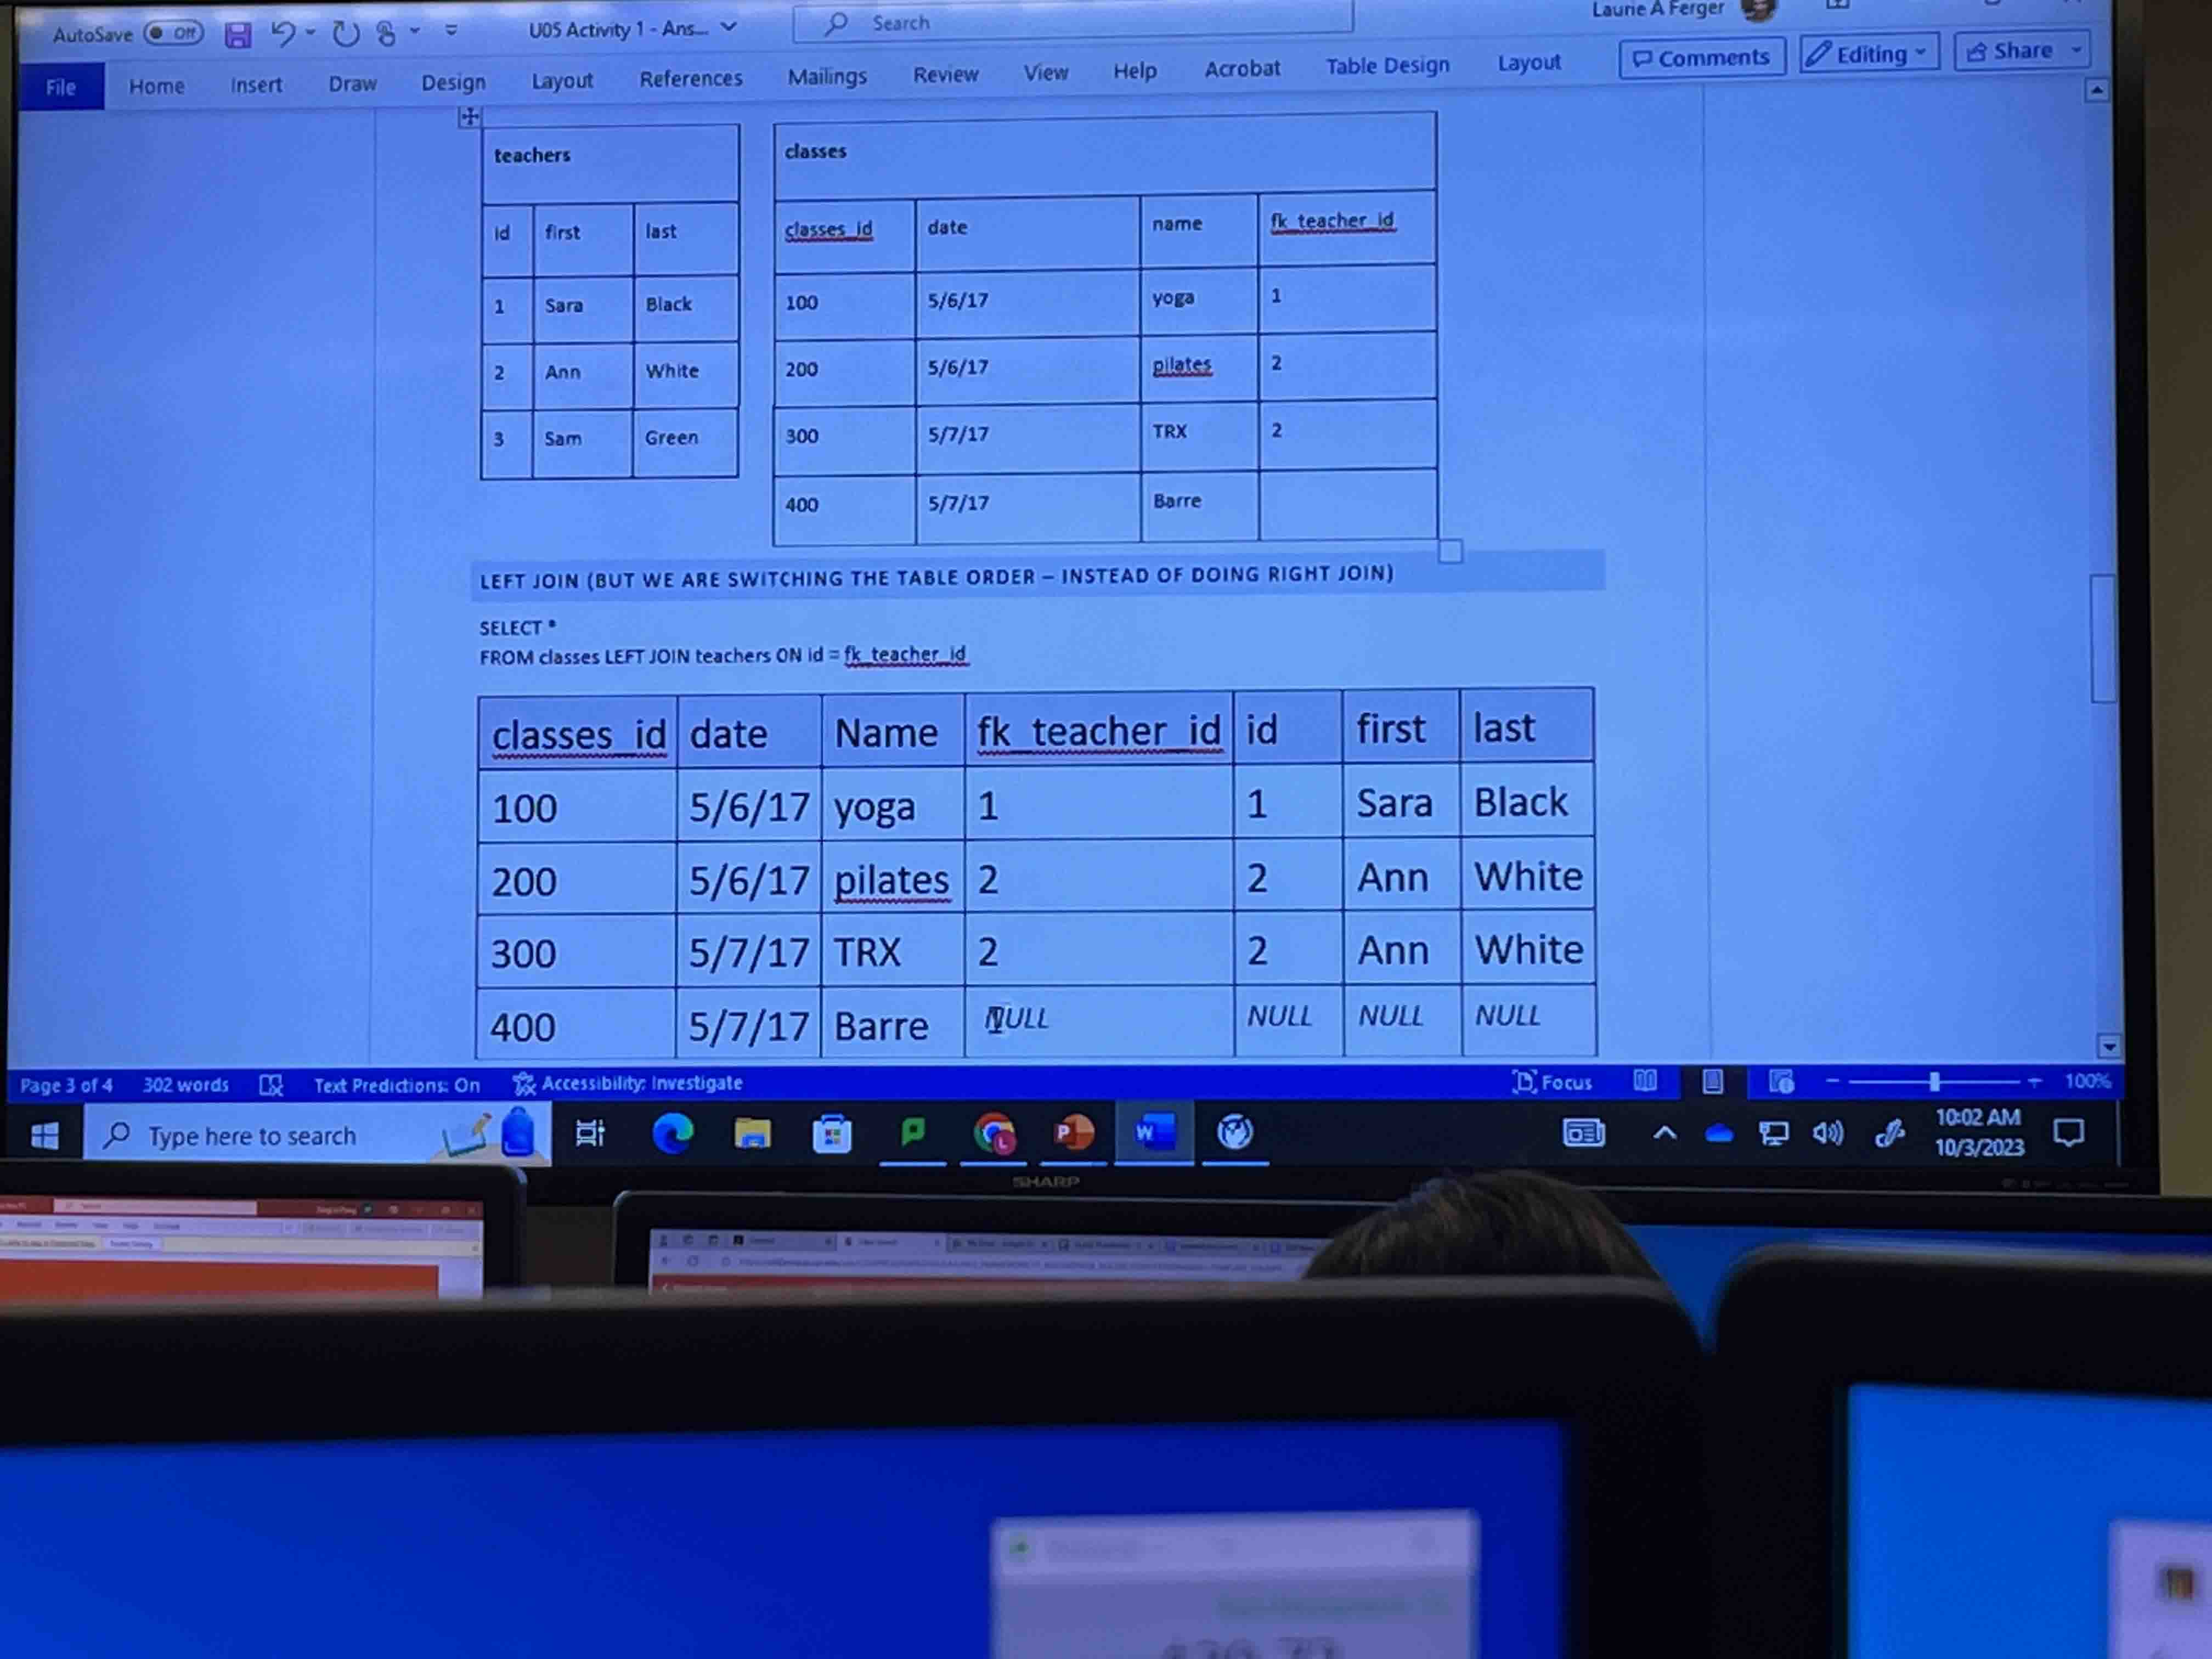 AutoSave Off U05 Activity 1 - Ans... Search Laurie A Ferger
File Home Insert Draw Design Layout References Mailings Review View Help Acrobat Table Design Layout Comments Editing Share
teachers
id first last
1 Sara Black
2 Ann White
3 Sam Green
classes
classes_id date name fk_teacher_id
100 5/6/17 yoga 1
200 5/6/17 pilates 2
300 5/7/17 TRX 2
400 5/7/17 Barre
LEFT JOIN (BUT WE ARE SWITCHING THE TABLE ORDER – INSTEAD OF DOING RIGHT JOIN)
SELECT *
FROM classes LEFT JOIN teachers ON id = fk_teacher_id
classes_id date Name fk_teacher_id id first last
100 5/6/17 yoga 1 1 Sara Black
200 5/6/17 pilates 2 2 Ann White
300 5/7/17 TRX 2 2 Ann White
400 5/7/17 Barre NULL NULL NULL NULL
Page 3 of 4 302 words Text Predictions: On Accessibility: Investigate Focus 100%
Type here to search 10:02 AM
10/3/2023
SHARP